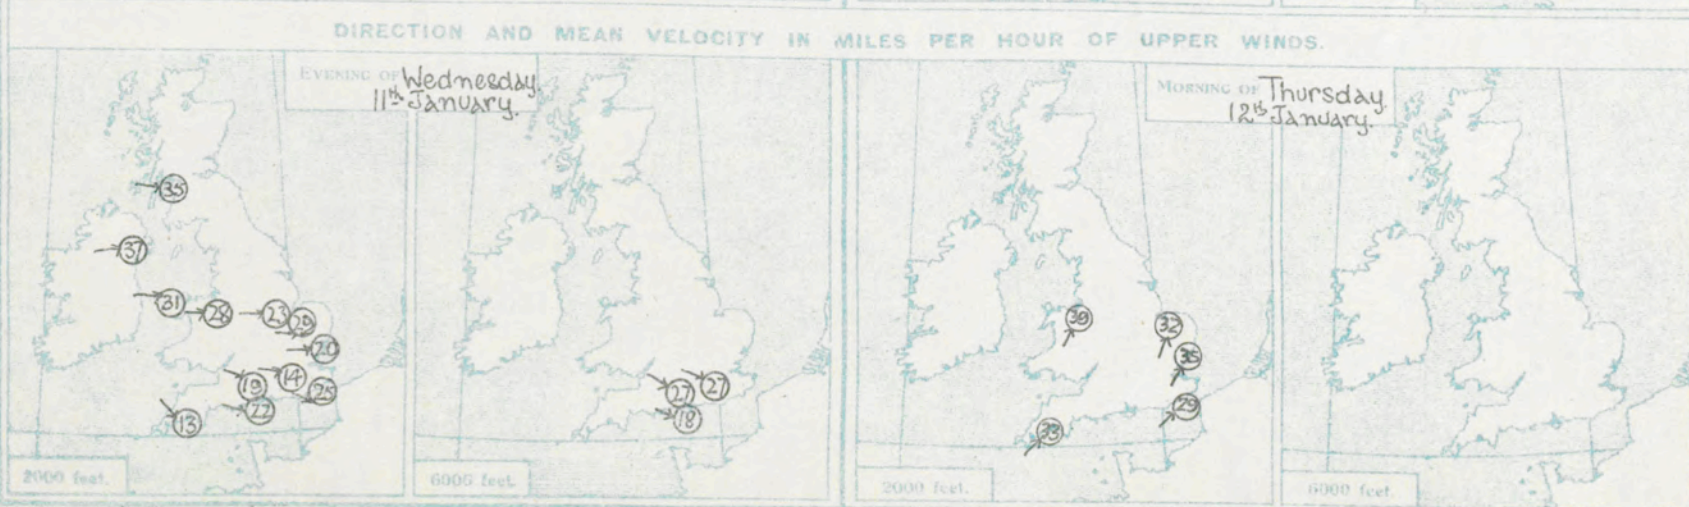 DIRECTION AND MEAN VELOCITY IN MILES PER HOUR OF UPPER WINDS.
EVENING OF Wednesday.
11th January.
35
37
31
28
23
29
20
19
14
25
22
13
2000 feet.
27
27
18
6000 feet.
MORNING OF Thursday.
12th January.
32
35
29
33
2000 feet.
6000 feet.